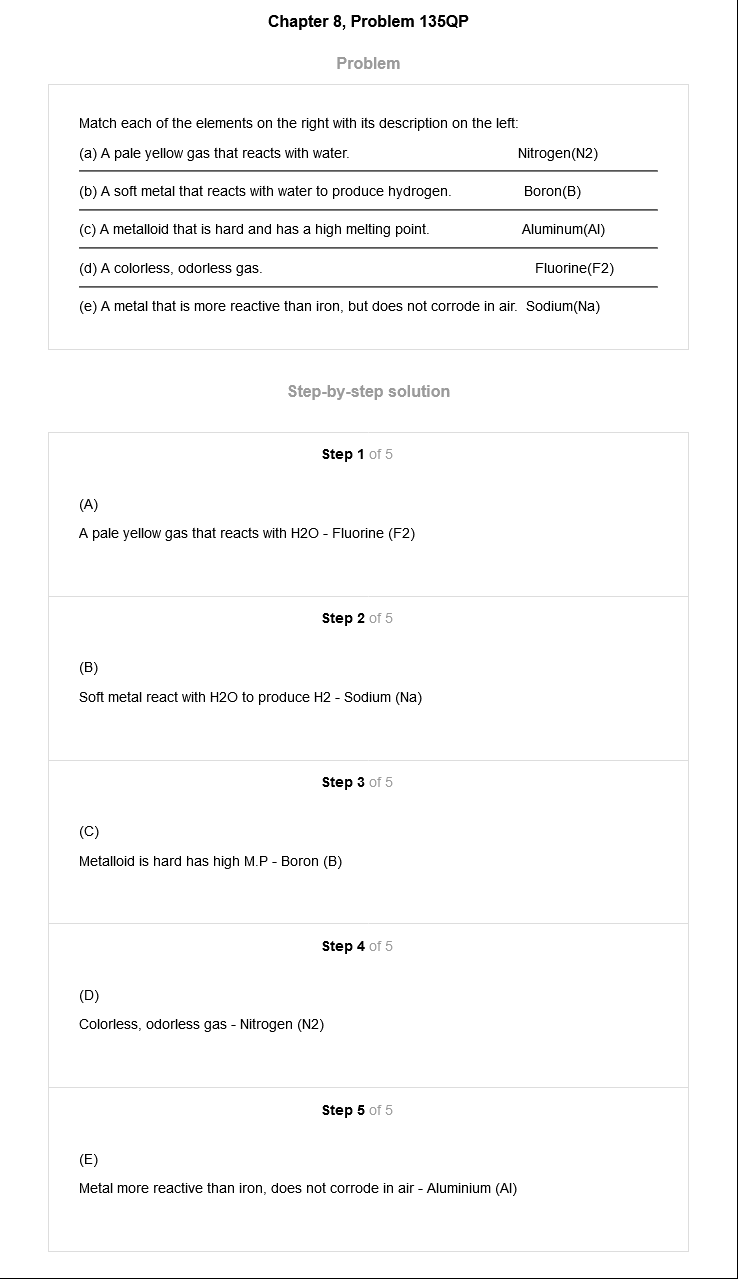 Chapter 8, Problem 135QP
Problem
Match each of the elements on the right with its description on the left:
(a) A pale yellow gas that reacts with water. Nitrogen(N2)
(b) A soft metal that reacts with water to produce hydrogen. Boron(B)
(c) A metalloid that is hard and has a high melting point. Aluminum(Al)
(d) A colorless, odorless gas. Fluorine(F2)
(e) A metal that is more reactive than iron, but does not corrode in air. Sodium(Na)
Step-by-step solution
Step 1 of 5
(A)
A pale yellow gas that reacts with H2O - Fluorine (F2)
Step 2 of 5
(B)
Soft metal react with H2O to produce H2 - Sodium (Na)
Step 3 of 5
(C)
Metalloid is hard has high M.P - Boron (B)
Step 4 of 5
(D)
Colorless, odorless gas - Nitrogen (N2)
Step 5 of 5
(E)
Metal more reactive than iron, does not corrode in air - Aluminium (Al)